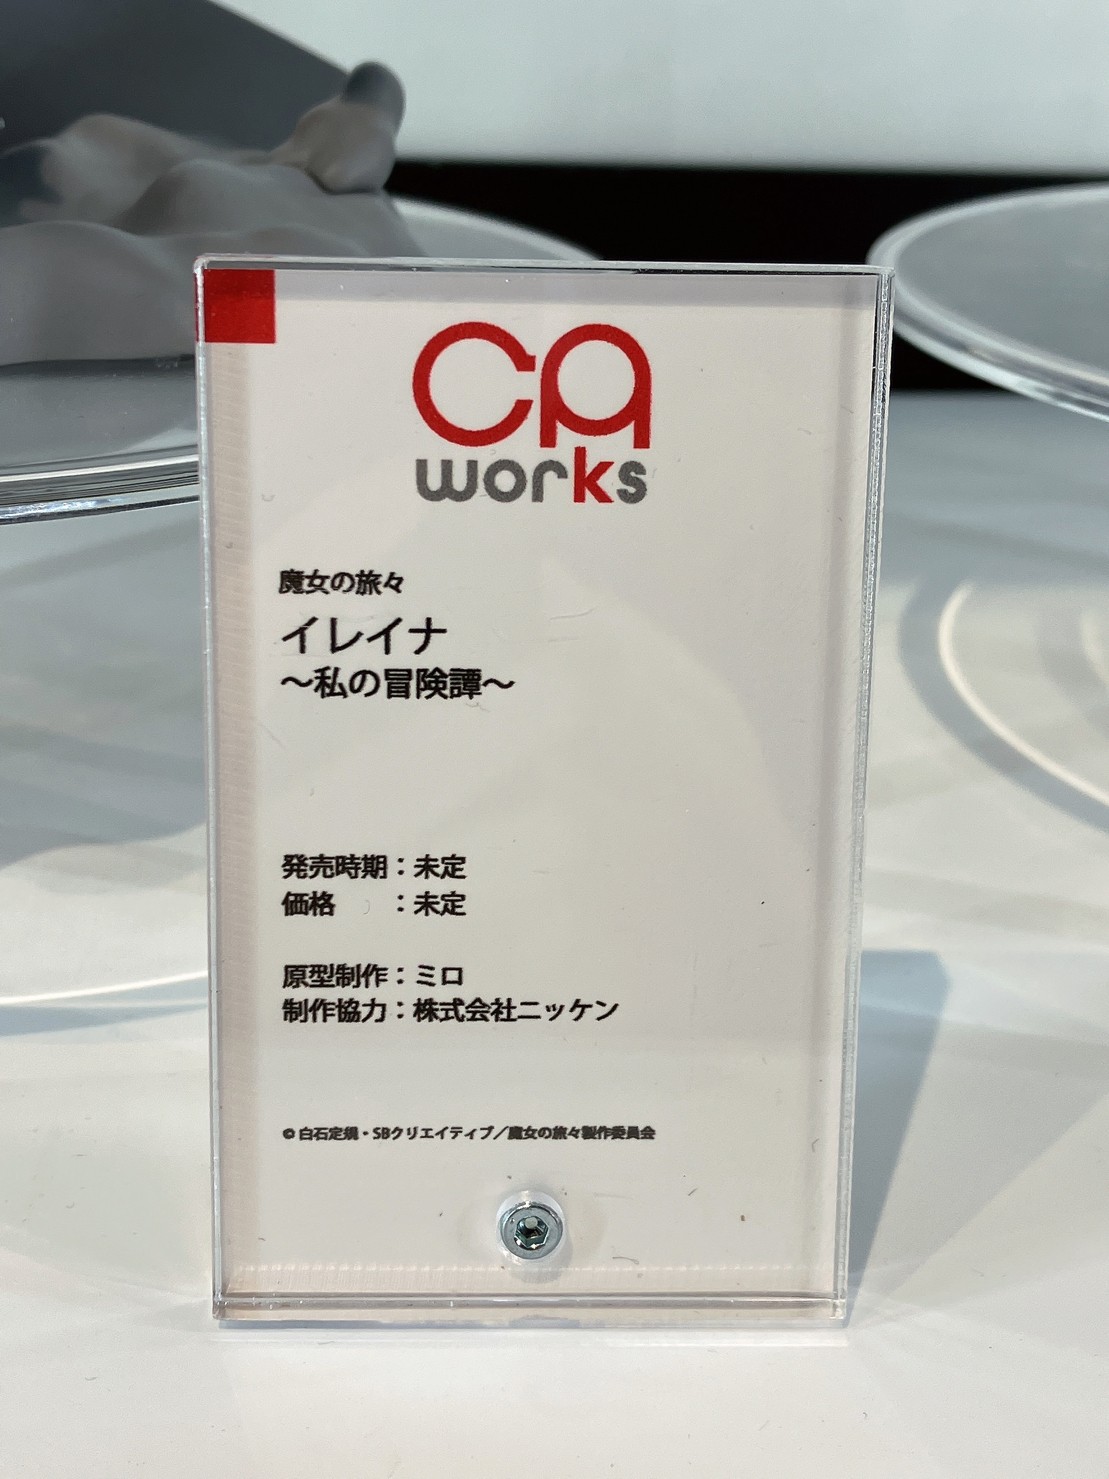 CA
works
魔女の旅々
イレイナ
～私の冒険譚～
発売時期：未定
価格　　：未定
原型制作：ミロ
制作協力：株式会社ニッケン
© 白石定規・SBクリエイティブ／魔女の旅々製作委員会